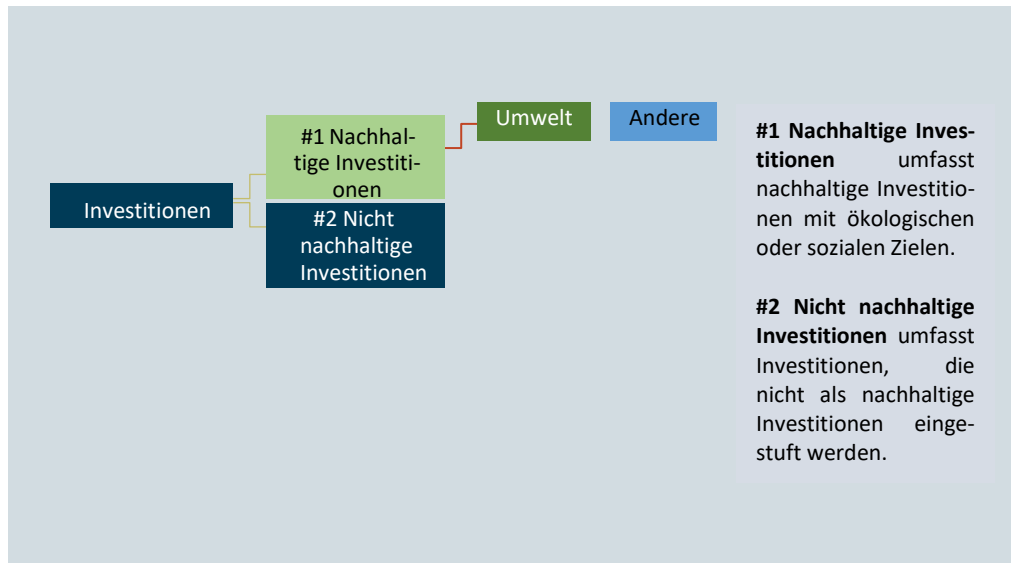 Investitionen
#1 Nachhal-
tige Investiti-
onen
#2 Nicht
nachhaltige
Investitionen
Umwelt
Andere
#1 Nachhaltige Inves-
titionen umfasst
nachhaltige Investitio-
nen mit ökologischen
oder sozialen Zielen.
#2 Nicht nachhaltige
Investitionen umfasst
Investitionen, die
nicht als nachhaltige
Investitionen einge-
stuft werden.